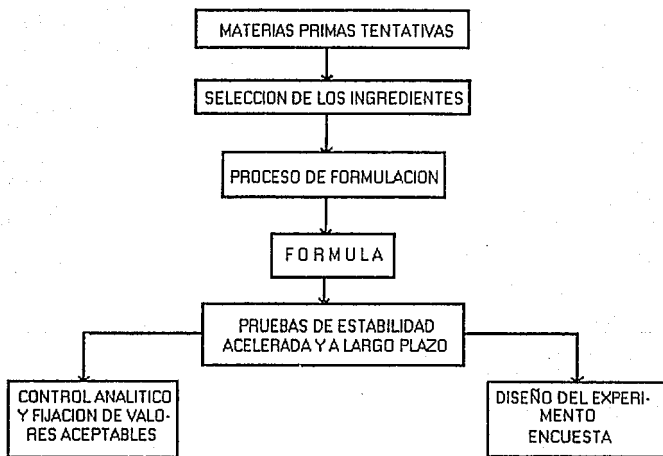 MATERIAS PRIMAS TENTATIVAS
SELECCION DE LOS INGREDIENTES
PROCESO DE FORMULACION
FORMULA
PRUEBAS DE ESTABILIDAD
ACELERADA Y A LARGO PLAZO
CONTROL ANALITICO
Y FIJACION DE VALO-
RES ACEPTABLES
DISEÑO DEL EXPERI-
MENTO
ENCUESTA